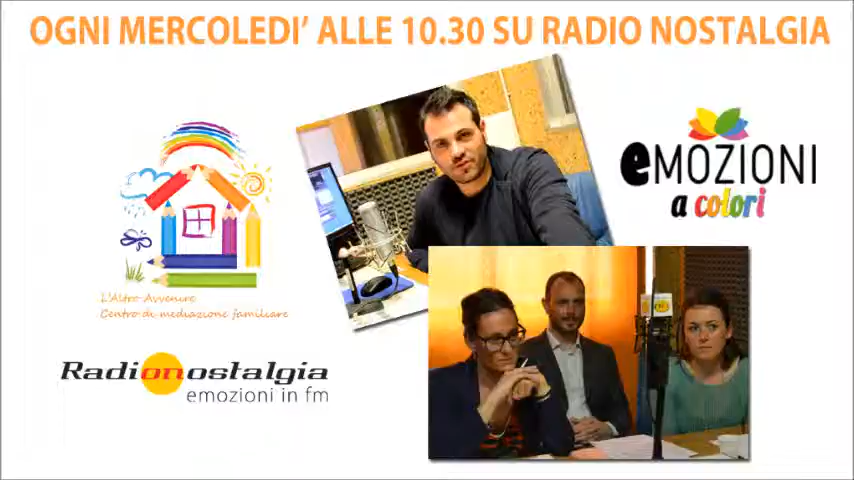 OGNI MERCOLEDI' ALLE 10.30 SU RADIO NOSTALGIA
eMOZIONI
a colori
L'Altro Avvenire
Centro di mediazione familiare
Radionostalgia
emozioni in fm